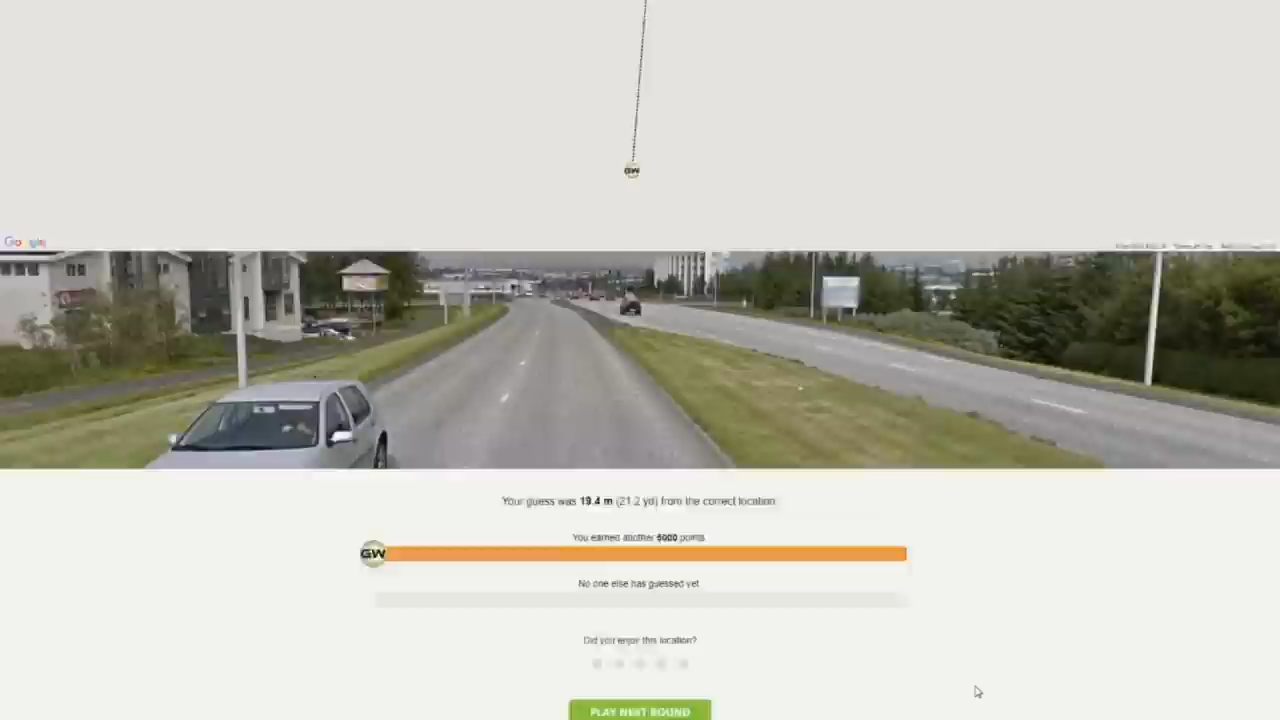 GW
Google
Your guess was 19.4 m (21.2 yd) from the correct location
You earned another 5000 points
GW
No one else has guessed yet
Did you enjoy this location?
PLAY NEXT ROUND